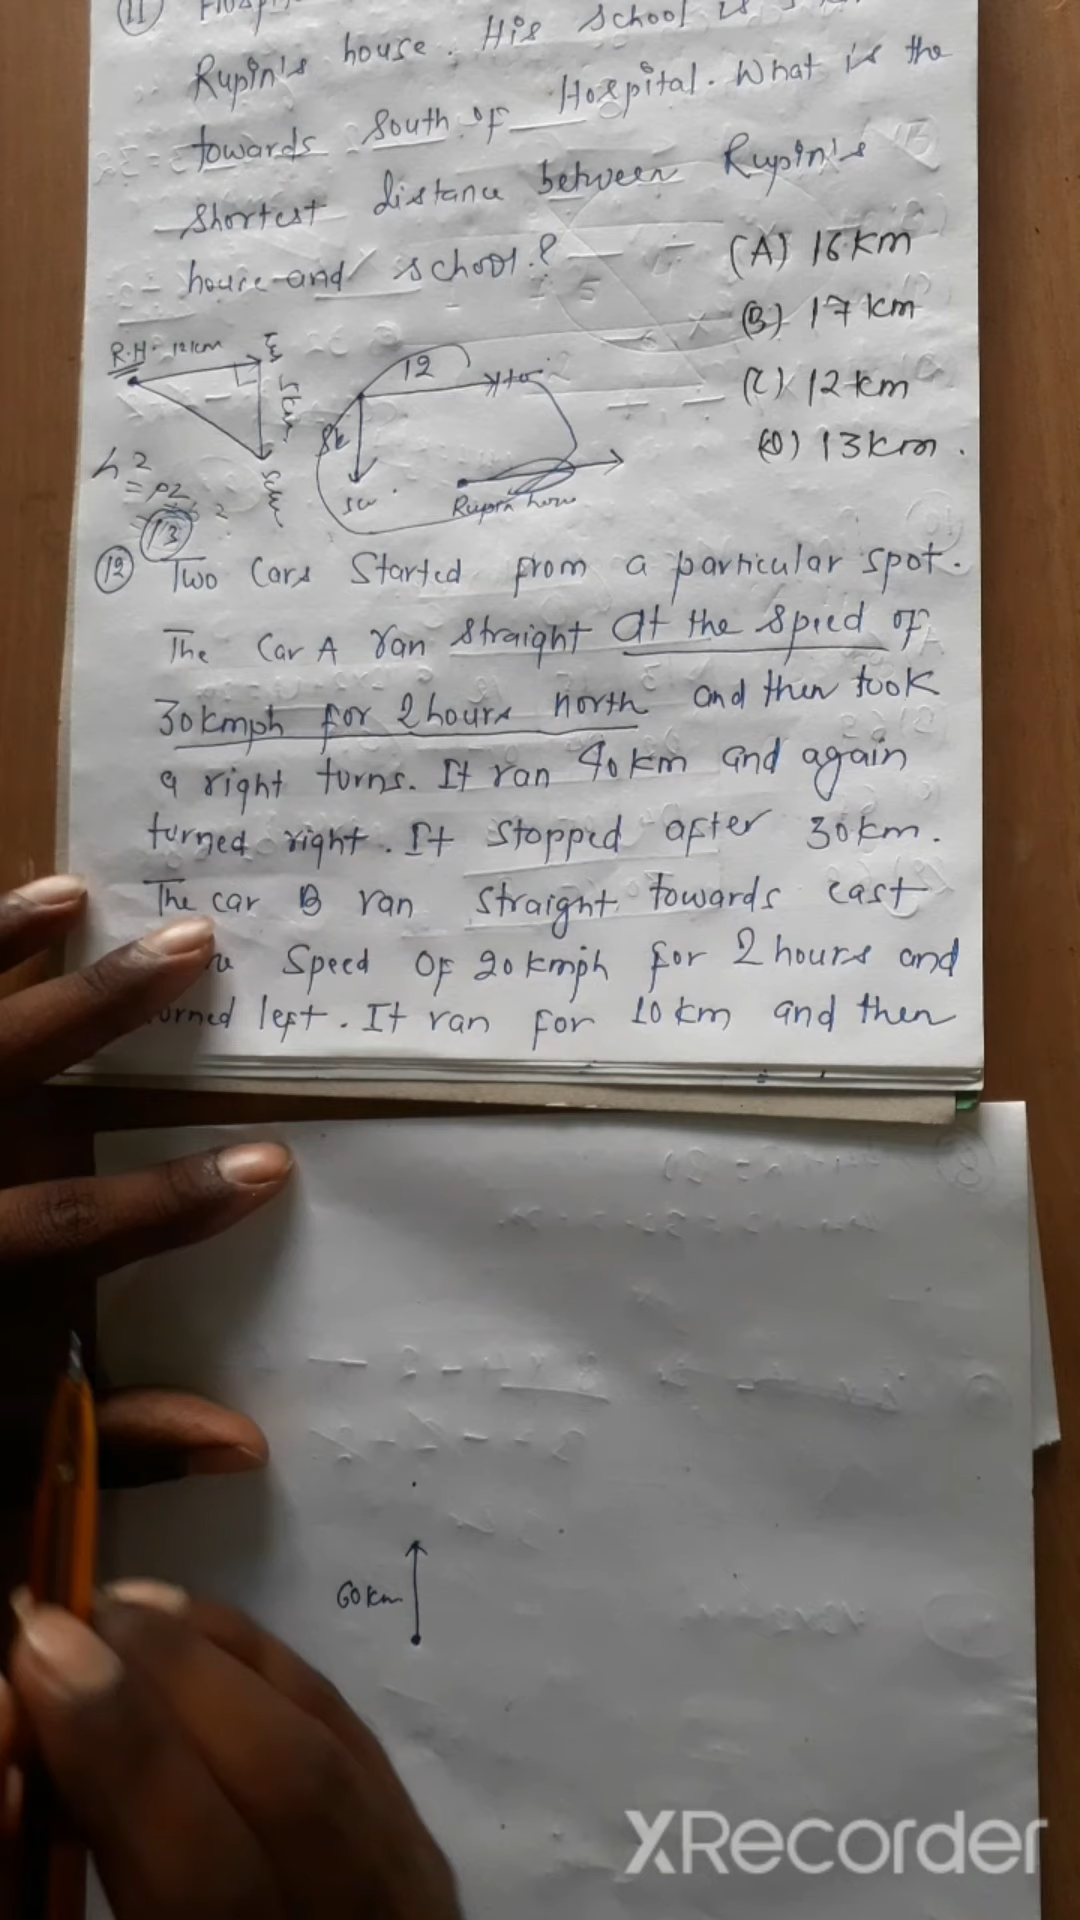 (11)
Rupin's house. His school is
towards South of Hospital. What is the
Shortest distance between Rupin's
house and school?
(A) 16 km
(B) 17 km
(C) 12 km
(D) 13 km.
R.H. 12 km
5km
12
h2
= p2
Rupin
(13)
(12) Two Cars Started from a particular spot.
The Car A ran straight at the speed of
30kmph for 2 hours north and then took
a right turns. It ran 40 km and again
turned right. It stopped after 30 km.
The car B ran straight towards east
Speed OF 20 kmph for 2 hours and
left. It ran for 10 km and then
60 km
XRecorder